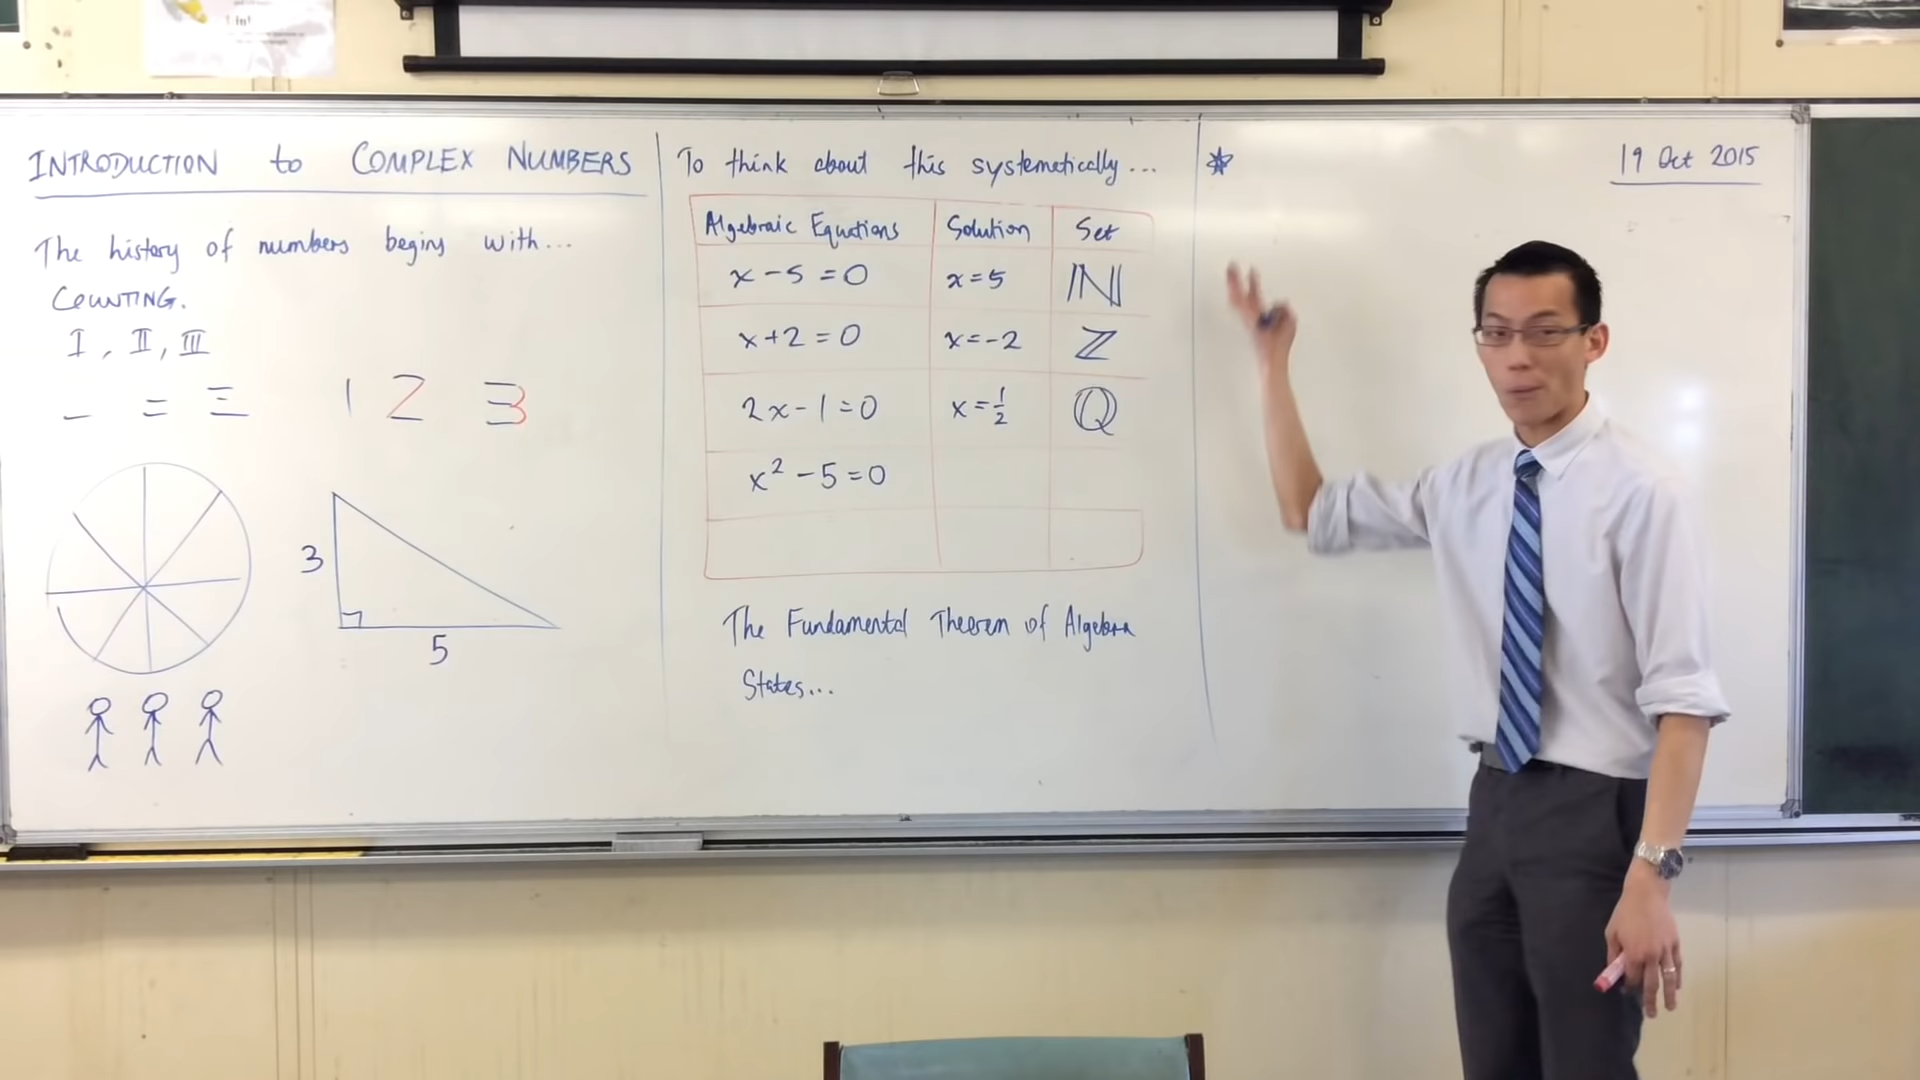 INTRODUCTION to COMPLEX NUMBERS
The history of numbers begins with...
COUNTING.
I, II, III
1 2 3
3
5
To think about this systematically...
Algebraic Equations Solution Set
x - 5 = 0 x = 5 ℕ
x + 2 = 0 x = -2 ℤ
2x - 1 = 0 x = 1/2 ℚ
x² - 5 = 0
The Fundamental Theorem of Algebra
States...
19 Oct 2015